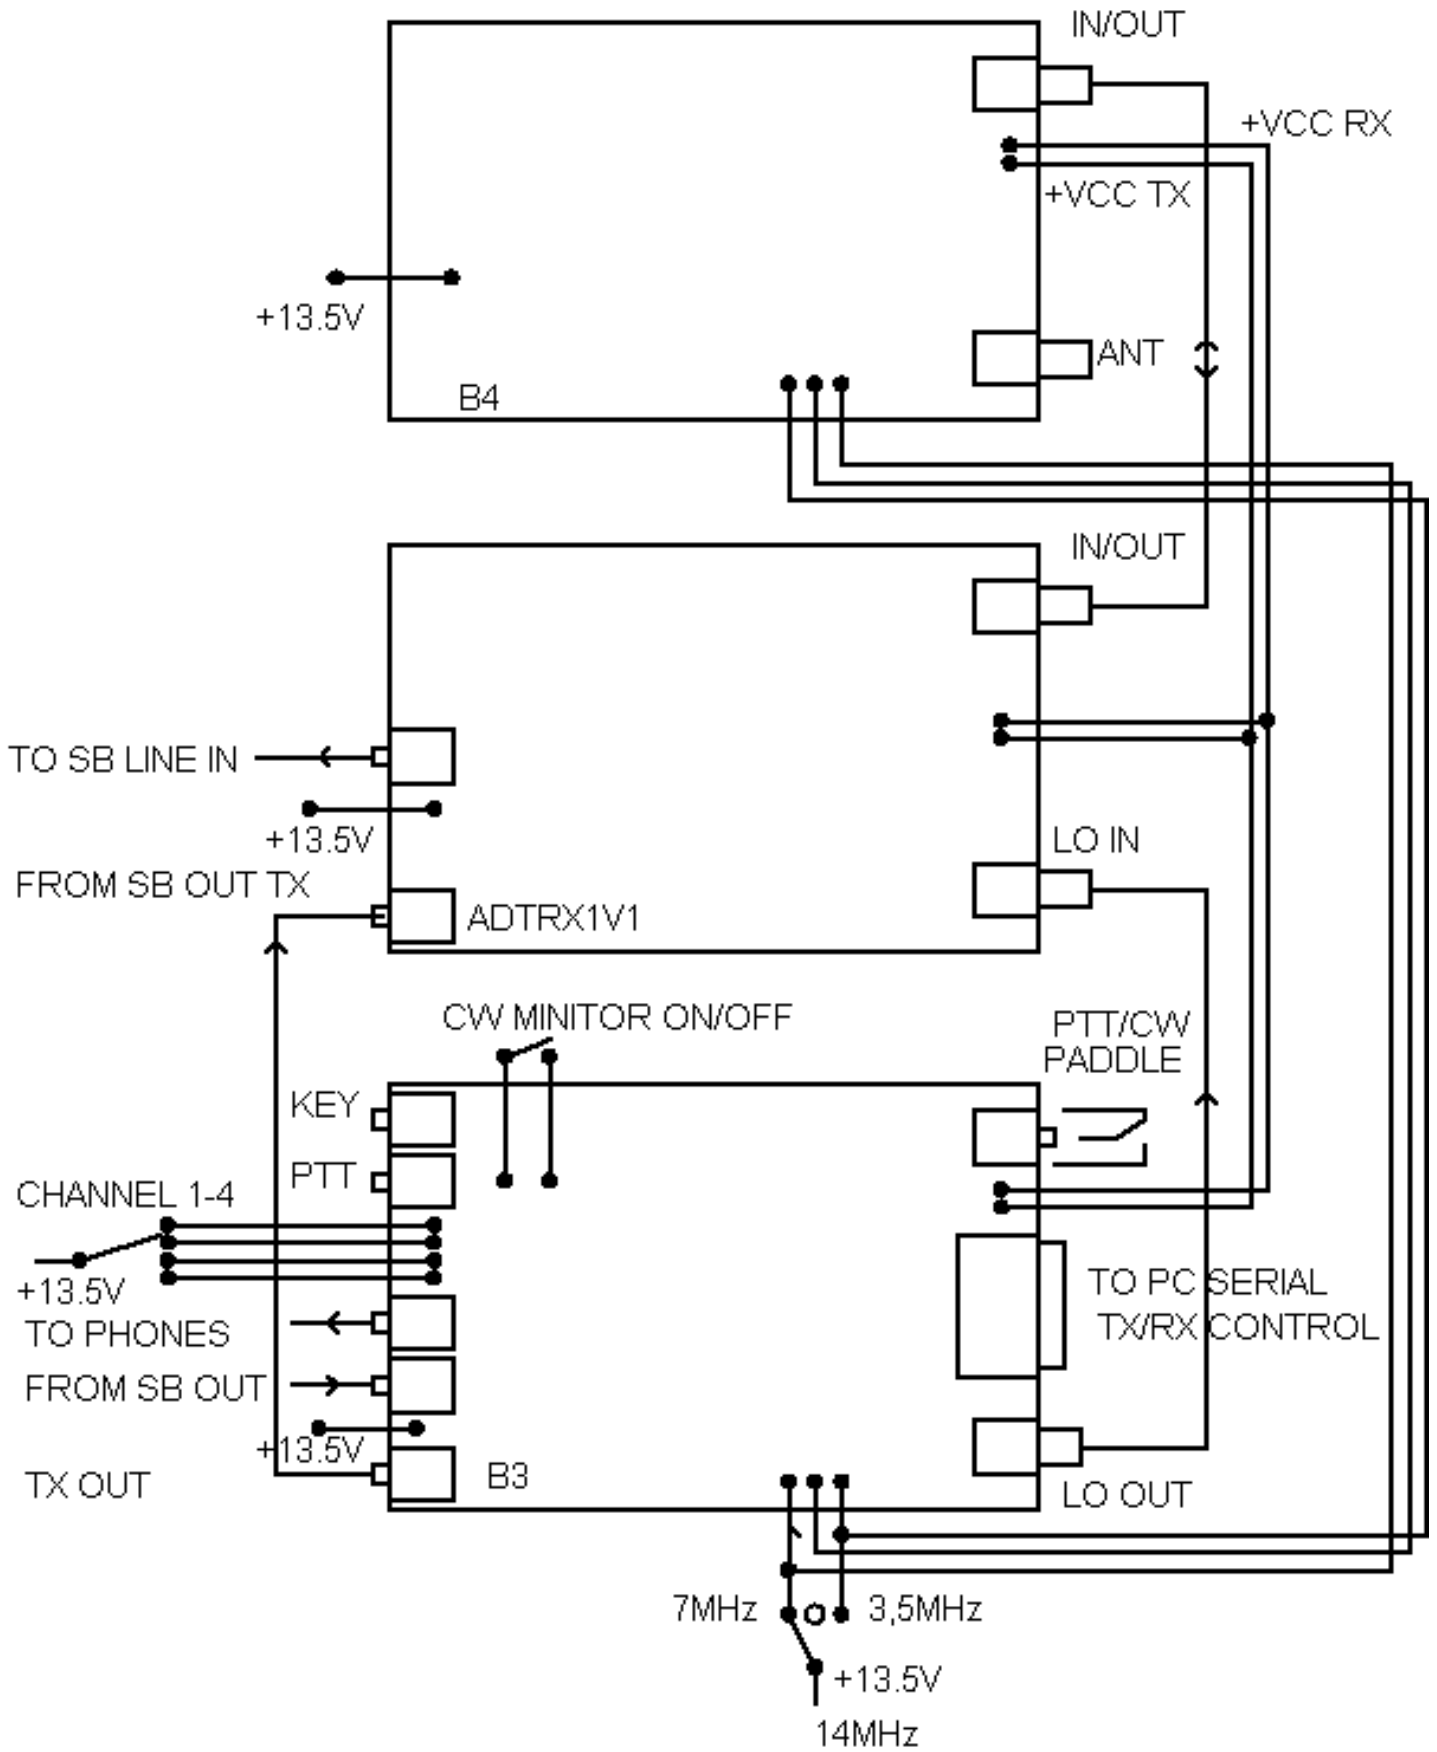 IN/OUT
+VCC RX
+VCC TX
+13.5V
ANT
B4
IN/OUT
TO SB LINE IN
+13.5V
LO IN
FROM SB OUT TX
ADTRX1V1
CW MINITOR ON/OFF
PTT/CW
PADDLE
KEY
PTT
CHANNEL 1-4
+13.5V
TO PC SERIAL
TX/RX CONTROL
TO PHONES
FROM SB OUT
+13.5V
TX OUT
B3
LO OUT
7MHz
3,5MHz
+13.5V
14MHz